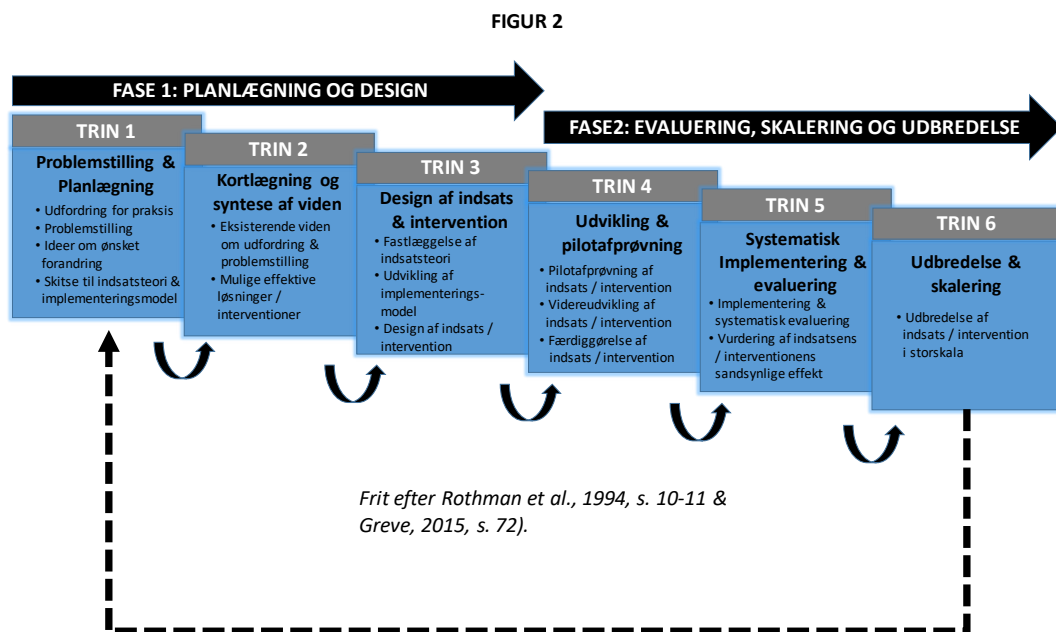 FIGUR 2
FASE 1: PLANLÆGNING OG DESIGN
FASE2: EVALUERING, SKALERING OG UDBREDELSE
TRIN 1
Problemstilling &
Planlægning
• Udfordring for praksis
• Problemstilling
• Ideer om ønsket
forandring
• Skitse til indsatsteori &
implementeringsmodel
TRIN 2
Kortlægning og
syntese af viden
• Eksisterende viden
om udfordring &
problemstilling
• Mulige effektive
løsninger /
interventioner
TRIN 3
Design af indsats
& intervention
• Fastlæggelse af
indsatsteori
• Udvikling af
implementerings-
model
• Design af indsats /
intervention
TRIN 4
Udvikling &
pilotafprøvning
• Pilotafprøvning af
indsats / intervention
• Videreudvikling af
indsats / intervention
• Færdiggørelse af
indsats / intervention
TRIN 5
Systematisk
Implementering &
evaluering
• Implementering &
systematisk evaluering
• Vurdering af indsatsens
/ interventionens
sandsynlige effekt
TRIN 6
Udbredelse &
skalering
• Udbredelse af
indsats / intervention
i storskala
Frit efter Rothman et al., 1994, s. 10-11 &
Greve, 2015, s. 72).